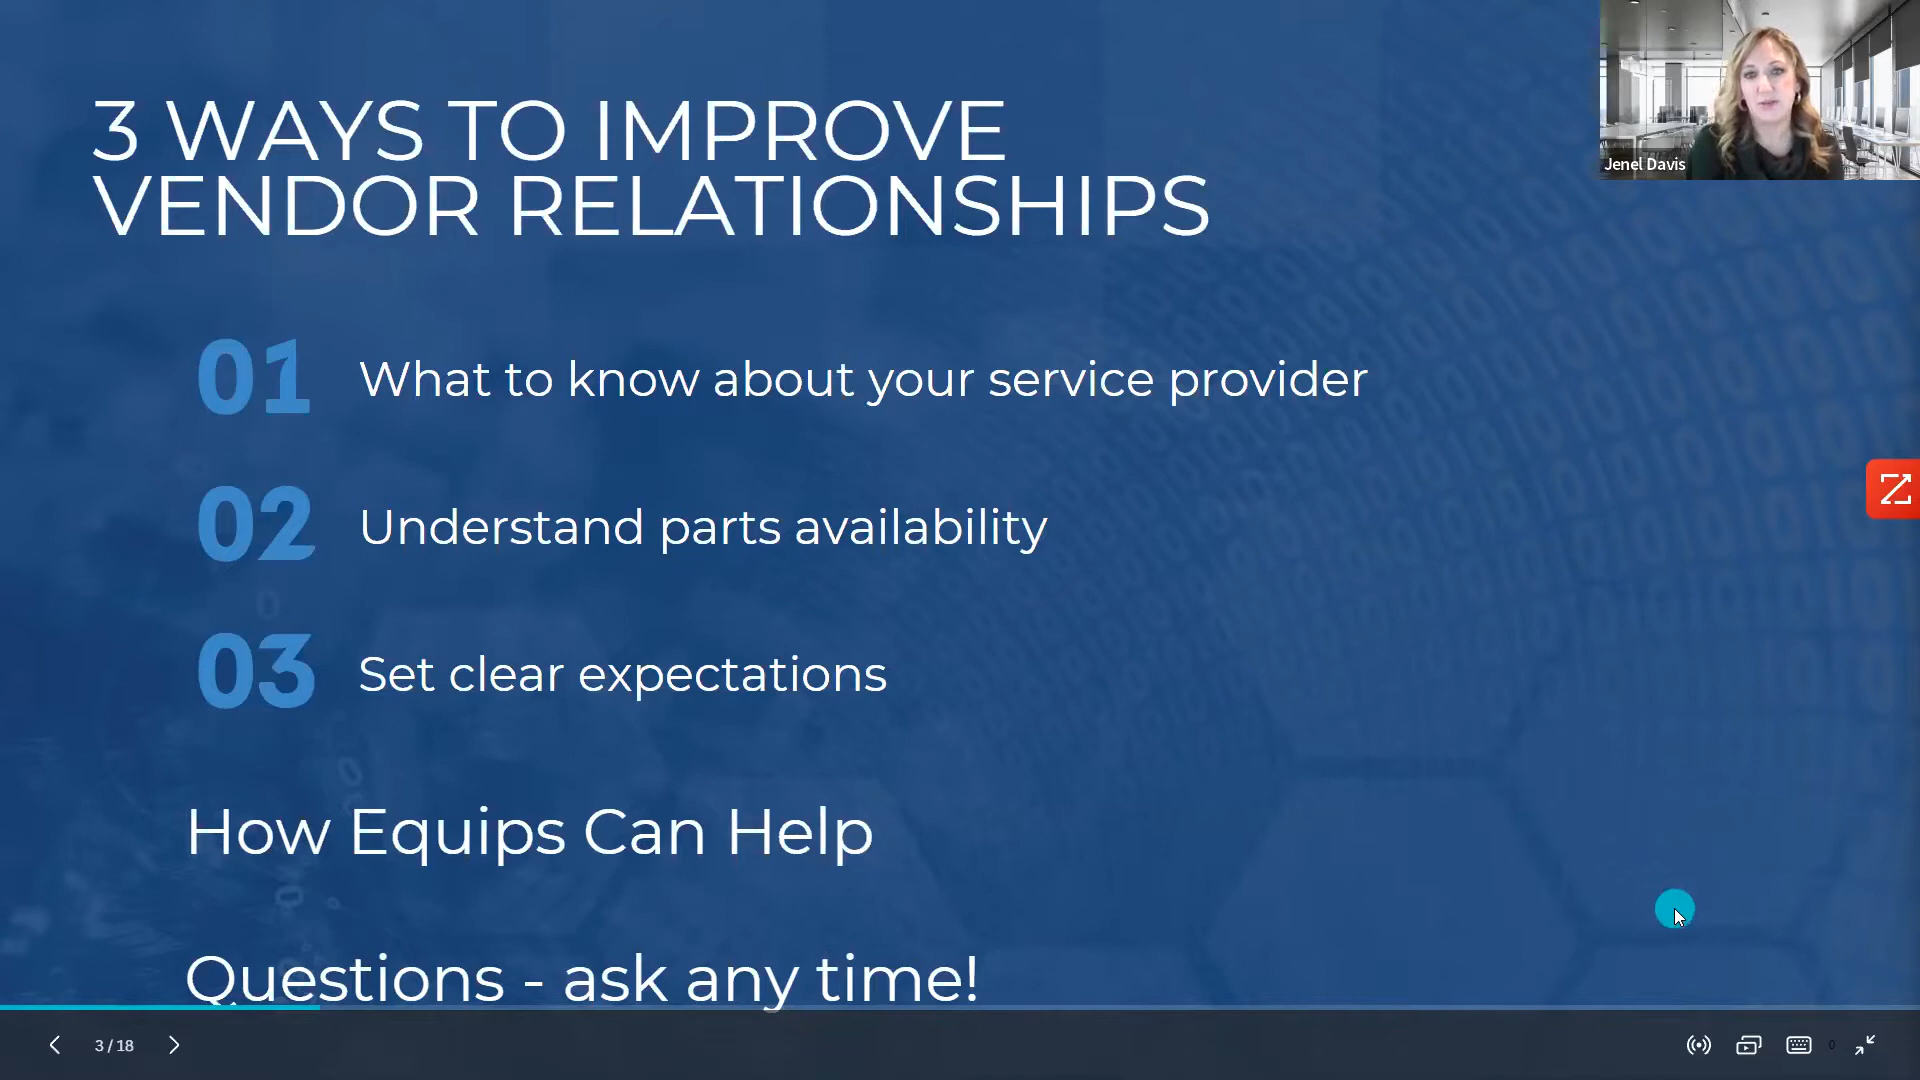 3 WAYS TO IMPROVE
VENDOR RELATIONSHIPS
Jenel Davis
01 What to know about your service provider
02 Understand parts availability
03 Set clear expectations
How Equips Can Help
Questions - ask any time!
3 / 18
0